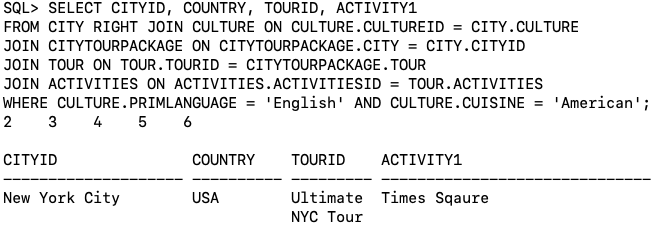 SQL> SELECT CITYID, COUNTRY, TOURID, ACTIVITY1
FROM CITY RIGHT JOIN CULTURE ON CULTURE.CULTUREID = CITY.CULTURE
JOIN CITYTOURPACKAGE ON CITYTOURPACKAGE.CITY = CITY.CITYID
JOIN TOUR ON TOUR.TOURID = CITYTOURPACKAGE.TOUR
JOIN ACTIVITIES ON ACTIVITIES.ACTIVITIESID = TOUR.ACTIVITIES
WHERE CULTURE.PRIMLANGUAGE = 'English' AND CULTURE.CUISINE = 'American';
2    3    4    5    6
CITYID               COUNTRY    TOURID    ACTIVITY1
-------------------- ---------- --------- ------------------------------
New York City        USA        Ultimate  Times Sqaure
                                NYC Tour